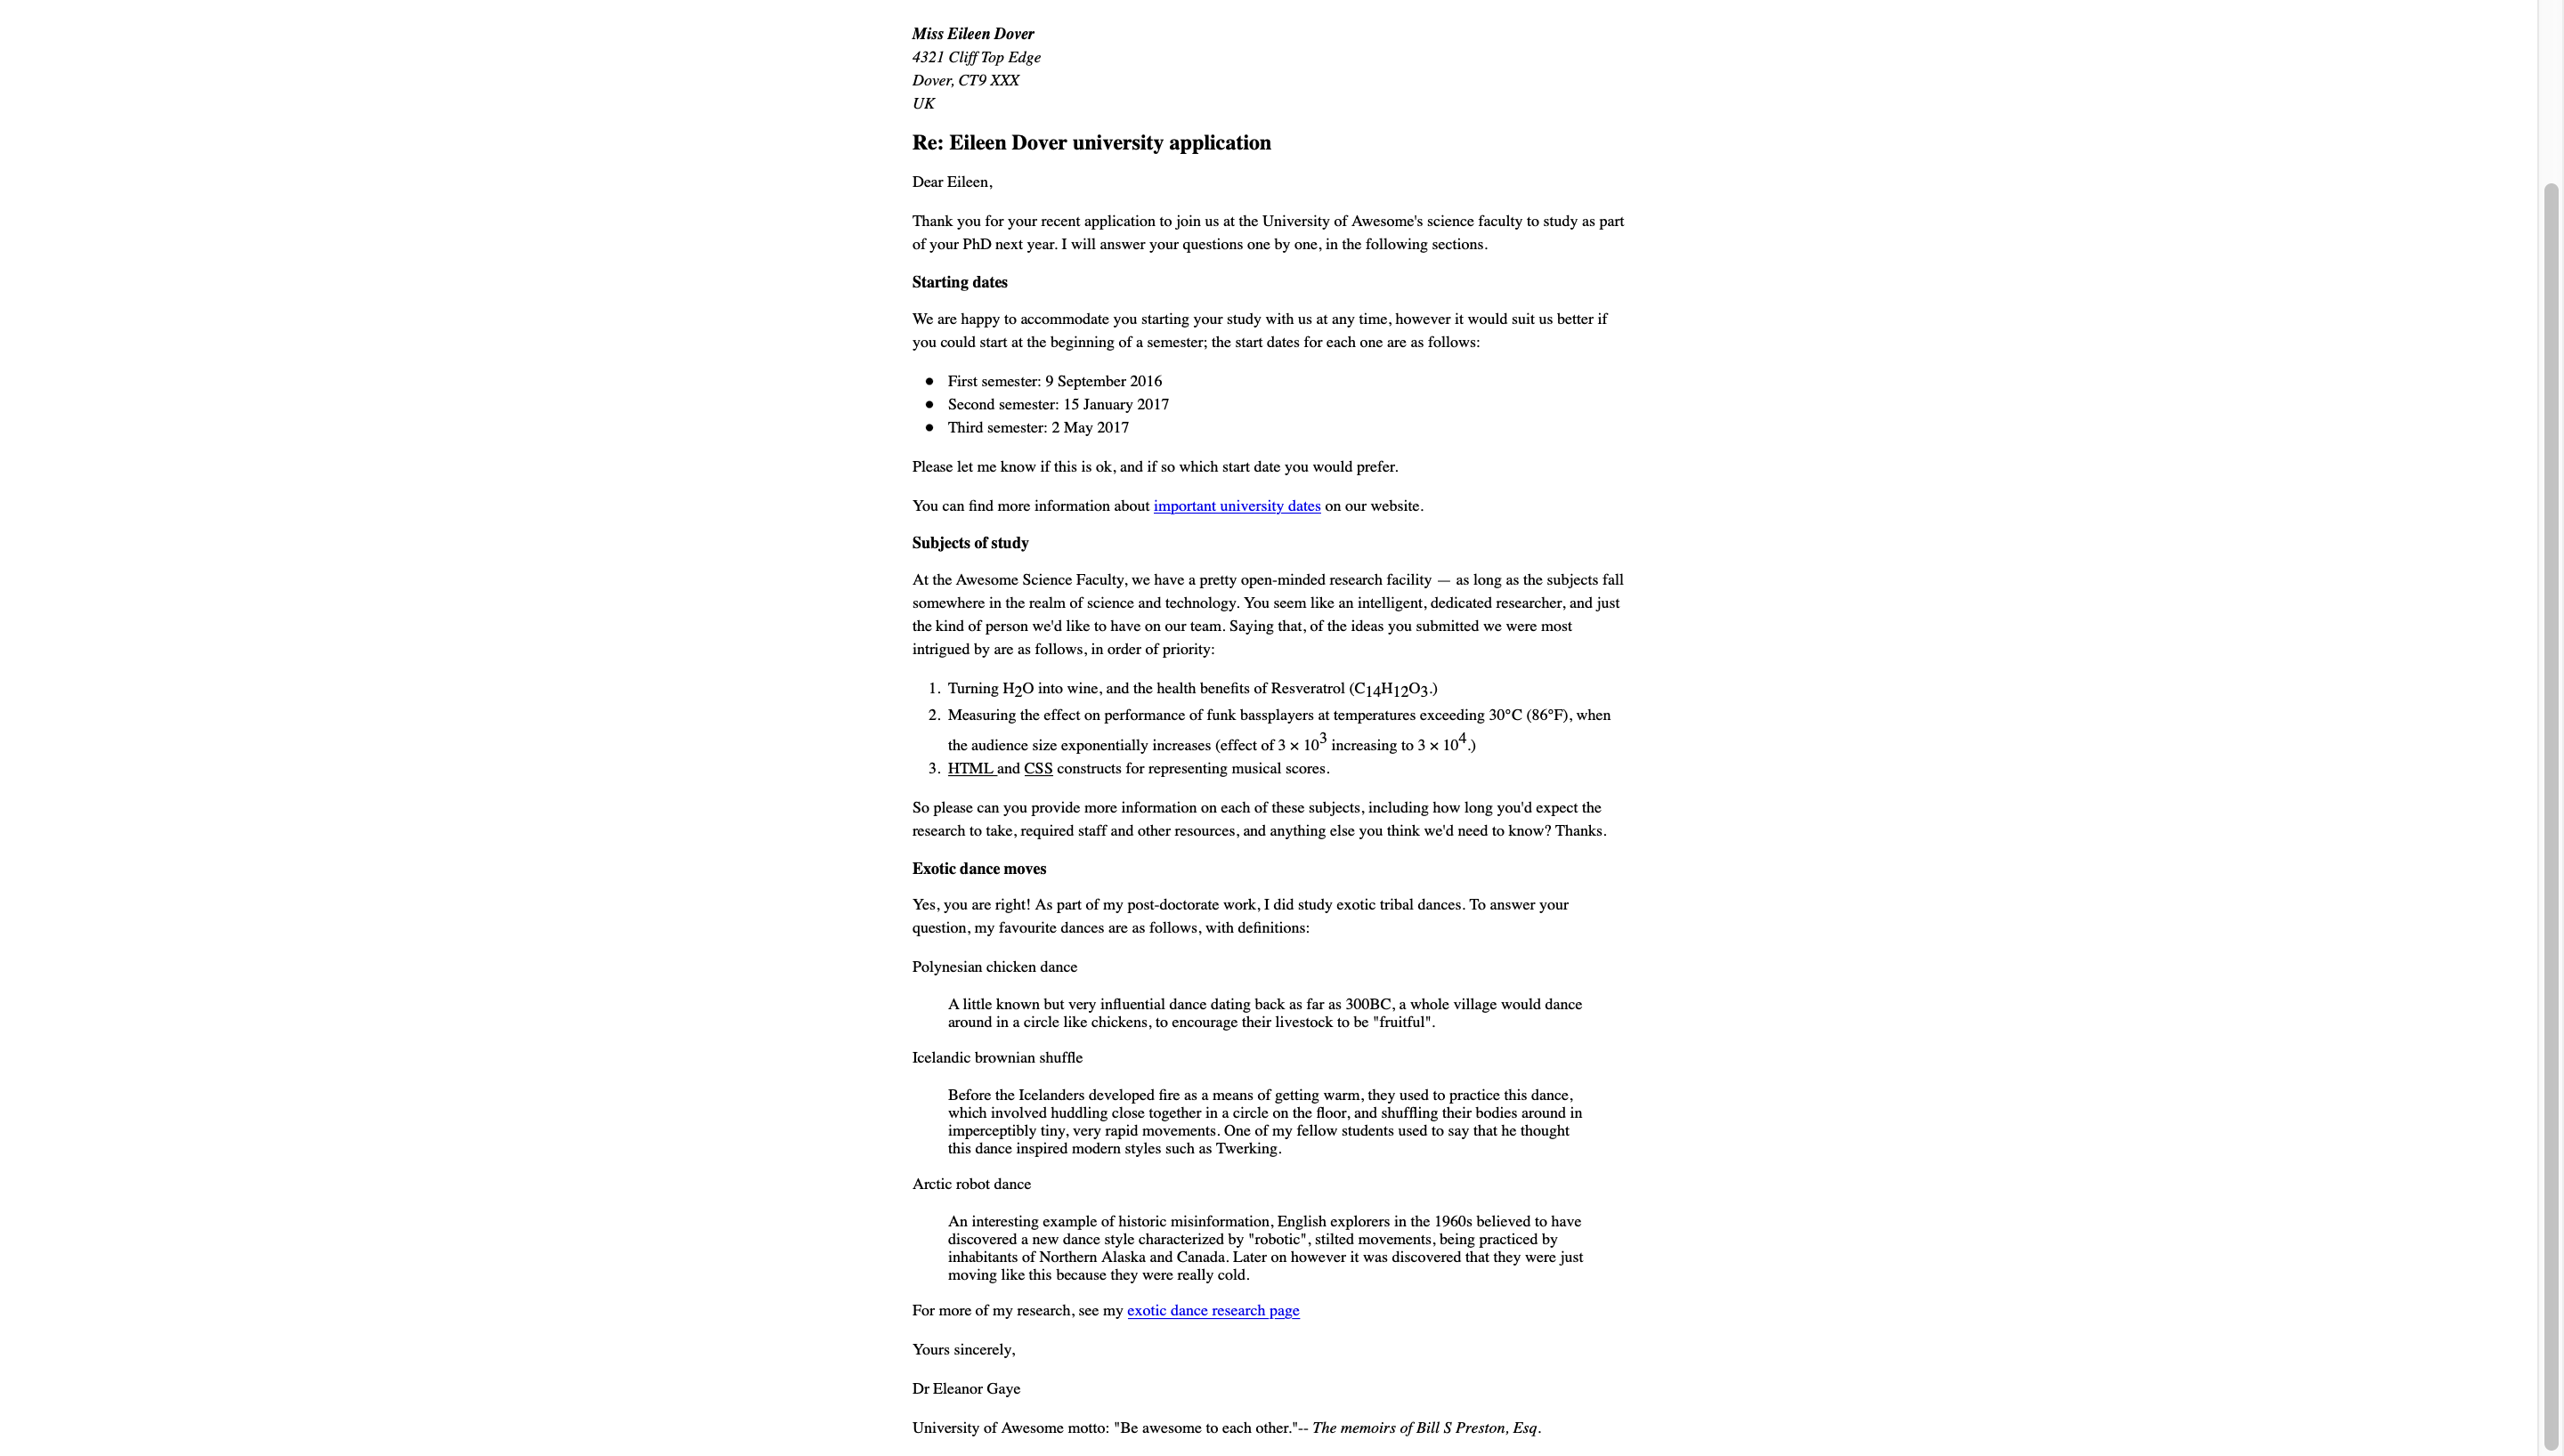 Miss Eileen Dover
4321 Cliff Top Edge
Dover, CT9 XXX
UK
Re: Eileen Dover university application
Dear Eileen,
Thank you for your recent application to join us at the University of Awesome's science faculty to study as part
of your PhD next year. I will answer your questions one by one, in the following sections.
Starting dates
We are happy to accommodate you starting your study with us at any time, however it would suit us better if
you could start at the beginning of a semester; the start dates for each one are as follows:
● First semester: 9 September 2016
● Second semester: 15 January 2017
● Third semester: 2 May 2017
Please let me know if this is ok, and if so which start date you would prefer.
You can find more information about important university dates on our website.
Subjects of study
At the Awesome Science Faculty, we have a pretty open-minded research facility — as long as the subjects fall
somewhere in the realm of science and technology. You seem like an intelligent, dedicated researcher, and just
the kind of person we'd like to have on our team. Saying that, of the ideas you submitted we were most
intrigued by are as follows, in order of priority:
1. Turning H₂O into wine, and the health benefits of Resveratrol (C₁₄H₁₂O₃.)
2. Measuring the effect on performance of funk bassplayers at temperatures exceeding 30°C (86°F), when
the audience size exponentially increases (effect of 3 × 10³ increasing to 3 × 10⁴.)
3. HTML and CSS constructs for representing musical scores.
So please can you provide more information on each of these subjects, including how long you'd expect the
research to take, required staff and other resources, and anything else you think we'd need to know? Thanks.
Exotic dance moves
Yes, you are right! As part of my post-doctorate work, I did study exotic tribal dances. To answer your
question, my favourite dances are as follows, with definitions:
Polynesian chicken dance
A little known but very influential dance dating back as far as 300BC, a whole village would dance
around in a circle like chickens, to encourage their livestock to be "fruitful".
Icelandic brownian shuffle
Before the Icelanders developed fire as a means of getting warm, they used to practice this dance,
which involved huddling close together in a circle on the floor, and shuffling their bodies around in
imperceptibly tiny, very rapid movements. One of my fellow students used to say that he thought
this dance inspired modern styles such as Twerking.
Arctic robot dance
An interesting example of historic misinformation, English explorers in the 1960s believed to have
discovered a new dance style characterized by "robotic", stilted movements, being practiced by
inhabitants of Northern Alaska and Canada. Later on however it was discovered that they were just
moving like this because they were really cold.
For more of my research, see my exotic dance research page
Yours sincerely,
Dr Eleanor Gaye
University of Awesome motto: "Be awesome to each other."-- The memoirs of Bill S Preston, Esq.